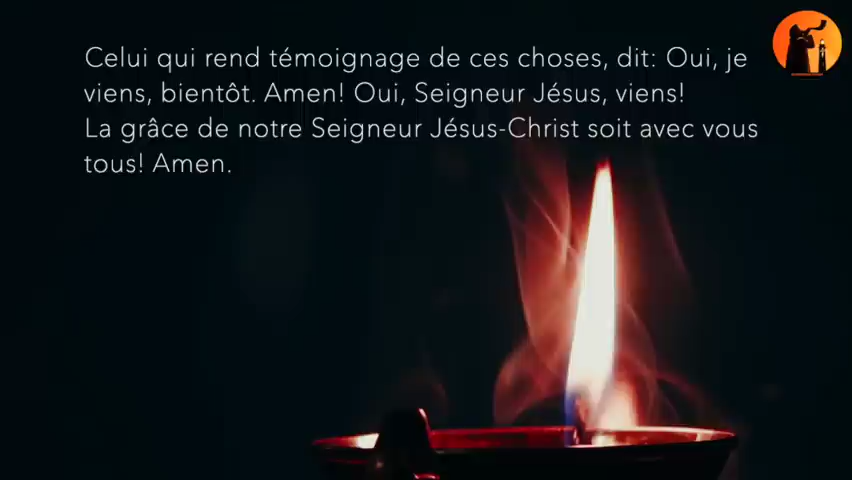 Celui qui rend témoignage de ces choses, dit: Oui, je
viens, bientôt. Amen! Oui, Seigneur Jésus, viens!
La grâce de notre Seigneur Jésus-Christ soit avec vous
tous! Amen.